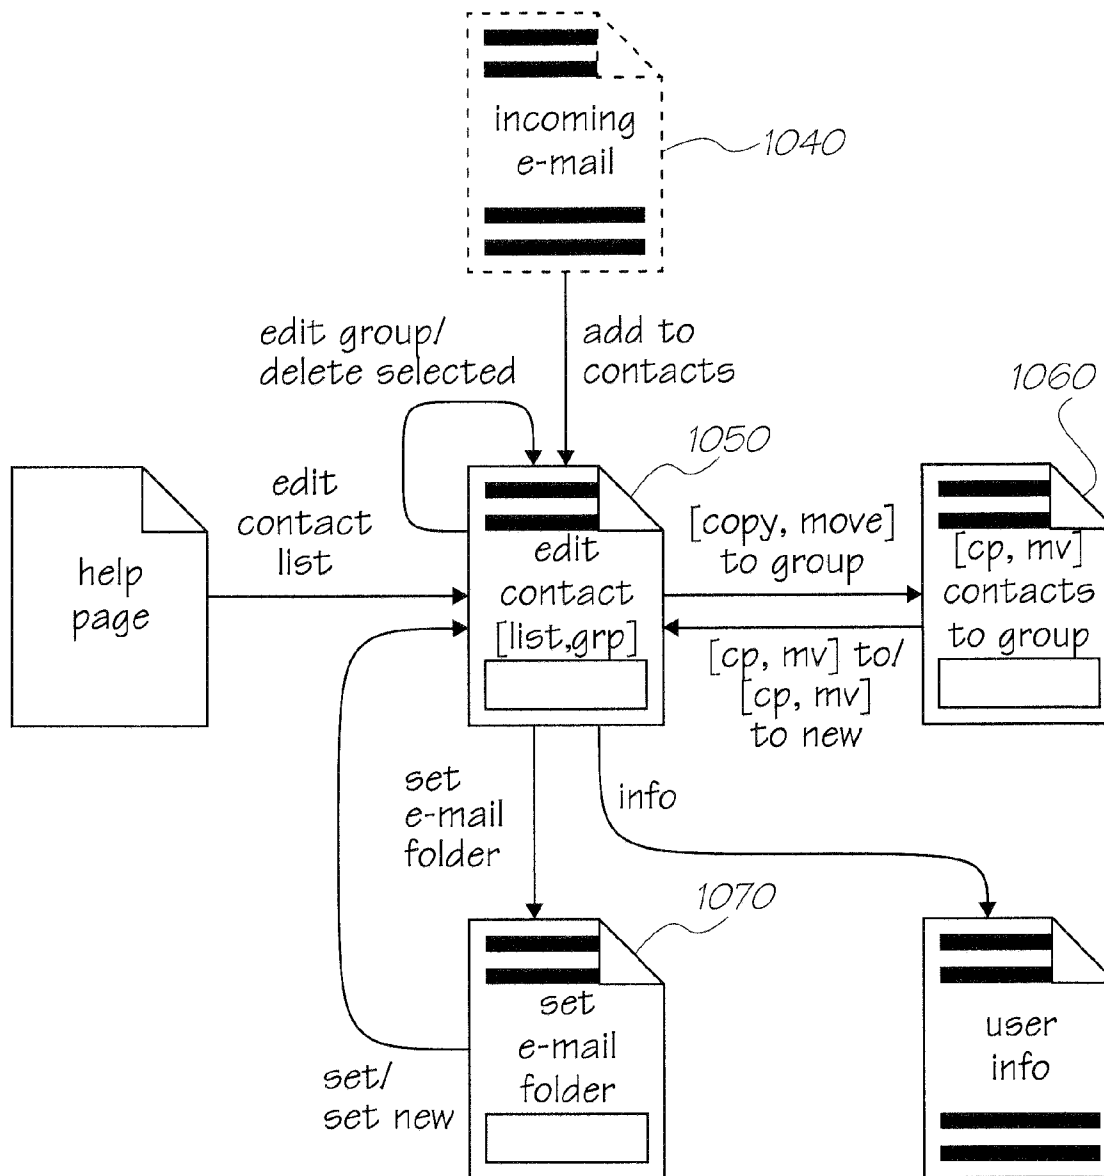 incoming
e-mail
1040
edit group/
delete selected
add to
contacts
1050
1060
help
page
edit
contact
list
edit
contact
[list,grp]
[copy, move]
to group
[cp, mv] to/
[cp, mv]
to new
[cp, mv]
contacts
to group
set
e-mail
folder
info
1070
set/
set new
set
e-mail
folder
user
info